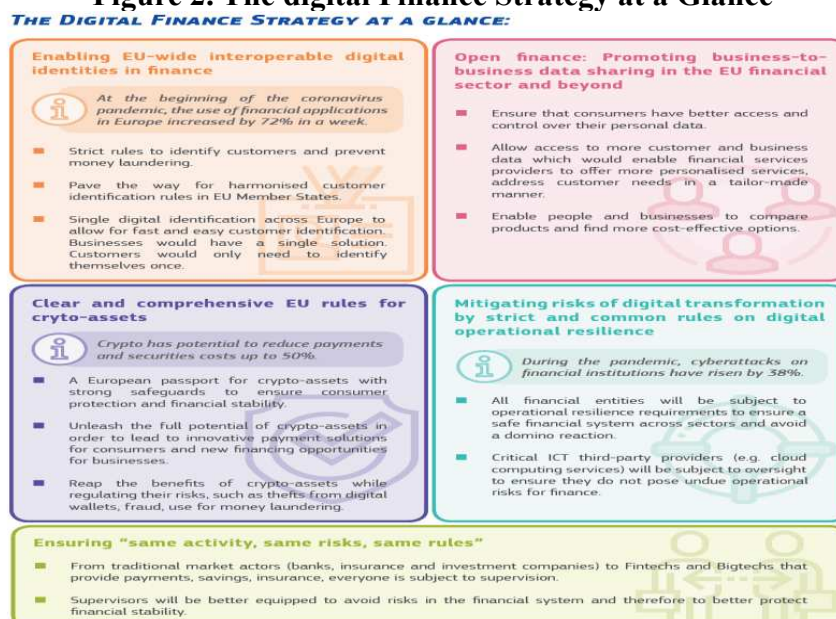 Figure 2: The digital Finance Strategy at a Glance
THE DIGITAL FINANCE STRATEGY AT A GLANCE:
Enabling EU-wide interoperable digital
identities in finance
At the beginning of the coronavirus
pandemic, the use of financial applications
in Europe increased by 72% in a week.
Strict rules to identify customers and prevent
money laundering.
Pave the way for harmonised customer
identification rules in EU Member States.
Single digital identification across Europe to
allow for fast and easy customer identification.
Businesses would have a single solution.
Customers would only need to identify
themselves once.
Open finance: Promoting business-to-
business data sharing in the EU financial
sector and beyond
Ensure that consumers have better access and
control over their personal data.
Allow access to more customer and business
data which would enable financial services
providers to offer more personalised services,
address customer needs in a tailor-made
manner.
Enable people and businesses to compare
products and find more cost-effective options.
Clear and comprehensive EU rules for
cryto-assets
Crypto has potential to reduce payments
and securities costs up to 50%.
A European passport for crypto-assets with
strong safeguards to ensure consumer
protection and financial stability.
Unleash the full potential of crypto-assets in
order to lead to innovative payment solutions
for consumers and new financing opportunities
for businesses.
Reap the benefits of crypto-assets while
regulating their risks, such as thefts from digital
wallets, fraud, use for money laundering.
Mitigating risks of digital transformation
by strict and common rules on digital
operational resilience
During the pandemic, cyberattacks on
financial institutions have risen by 38%.
All financial entities will be subject to
operational resilience requirements to ensure a
safe financial system across sectors and avoid
a domino reaction.
Critical ICT third-party providers (e.g. cloud
computing services) will be subject to oversight
to ensure they do not pose undue operational
risks for finance.
Ensuring “same activity, same risks, same rules”
From traditional market actors (banks, insurance and investment companies) to Fintechs and Bigtechs that
provide payments, savings, insurance, everyone is subject to supervision.
Supervisors will be better equipped to avoid risks in the financial system and therefore to better protect
financial stability.